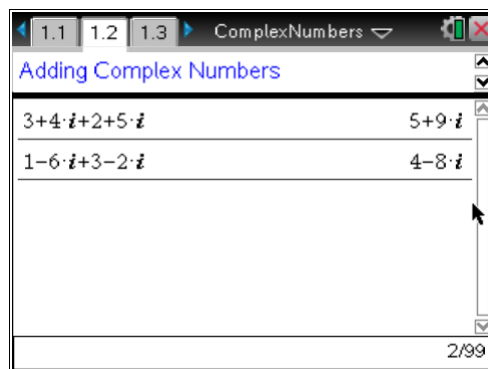 1.1 1.2 1.3 ComplexNumbers
Adding Complex Numbers
3+4·i+2+5·i 5+9·i
1−6·i+3−2·i 4−8·i
2/99